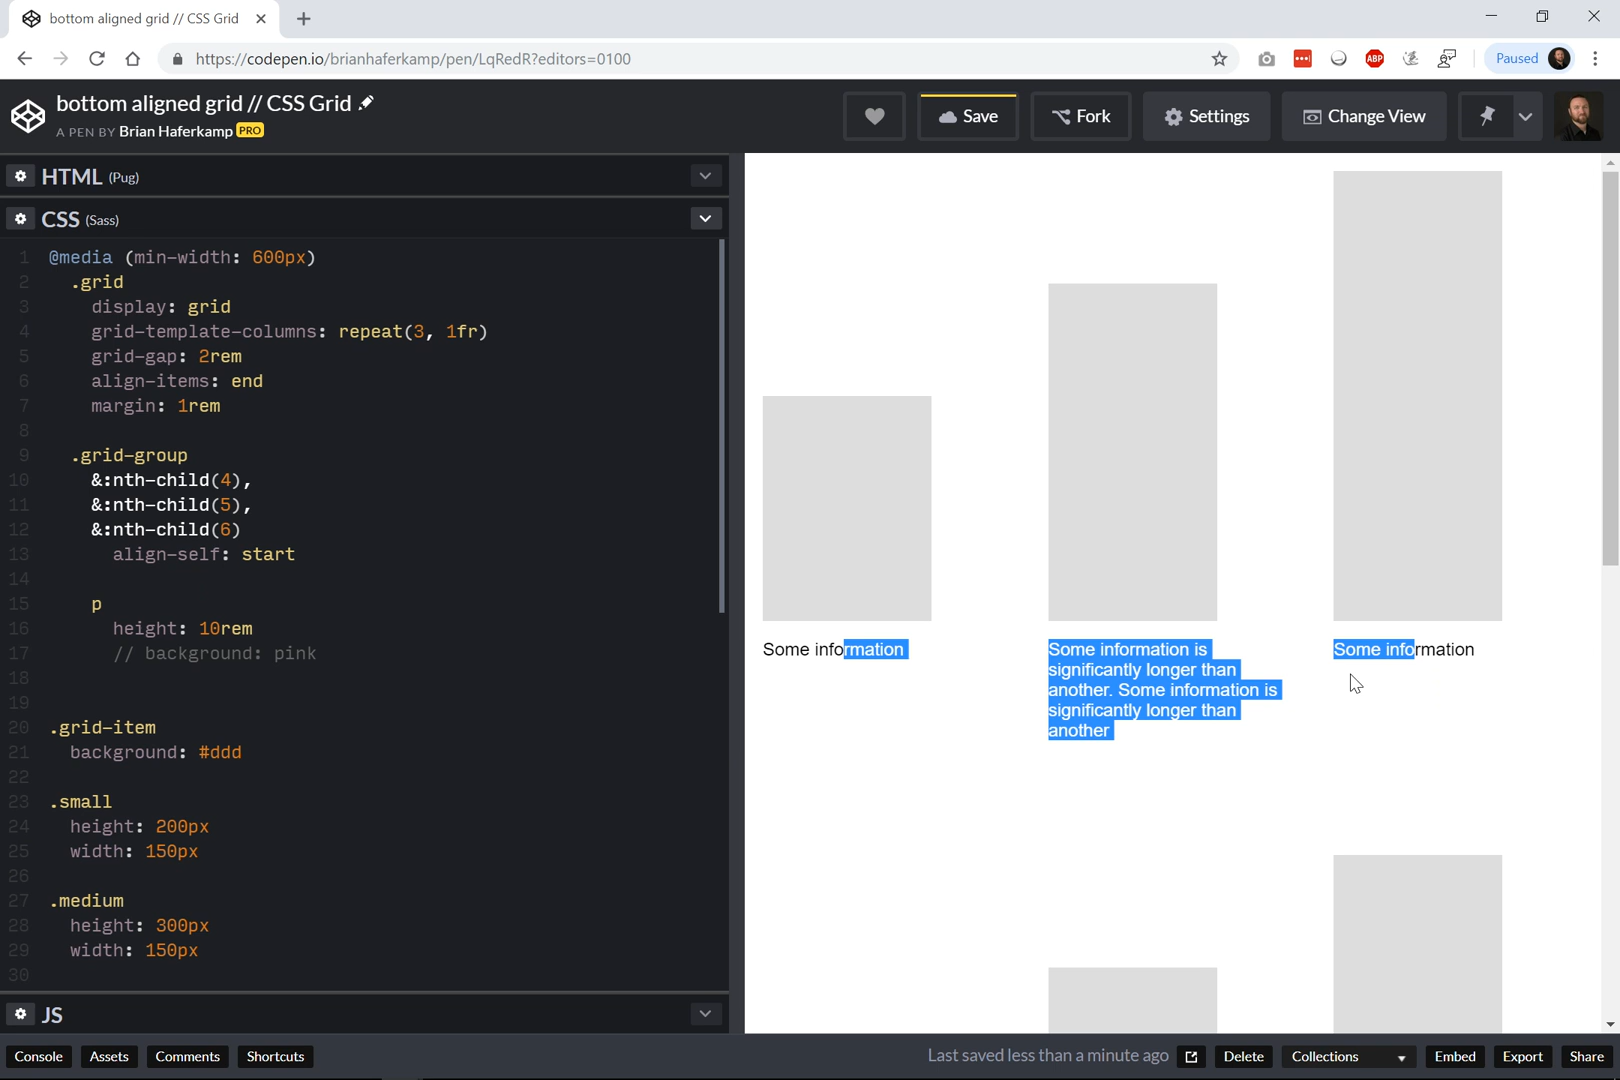 bottom aligned grid // CSS Grid
https://codepen.io/brianhaferkamp/pen/LqRedR?editors=0100
ABP
Paused
bottom aligned grid // CSS Grid
A PEN BY Brian Haferkamp PRO
Save
Fork
Settings
Change View
HTML (Pug)
CSS (Sass)
1 @media (min-width: 600px)
2 .grid
3 display: grid
4 grid-template-columns: repeat(3, 1fr)
5 grid-gap: 2rem
6 align-items: end
7 margin: 1rem
8
9 .grid-group
10 &:nth-child(4),
11 &:nth-child(5),
12 &:nth-child(6)
13 align-self: start
14
15 p
16 height: 10rem
17 // background: pink
18
19
20 .grid-item
21 background: #ddd
22
23 .small
24 height: 200px
25 width: 150px
26
27 .medium
28 height: 300px
29 width: 150px
30
JS
Some information
Some information is
significantly longer than
another. Some information is
significantly longer than
another
Some information
Console
Assets
Comments
Shortcuts
Last saved less than a minute ago
Delete
Collections
Embed
Export
Share